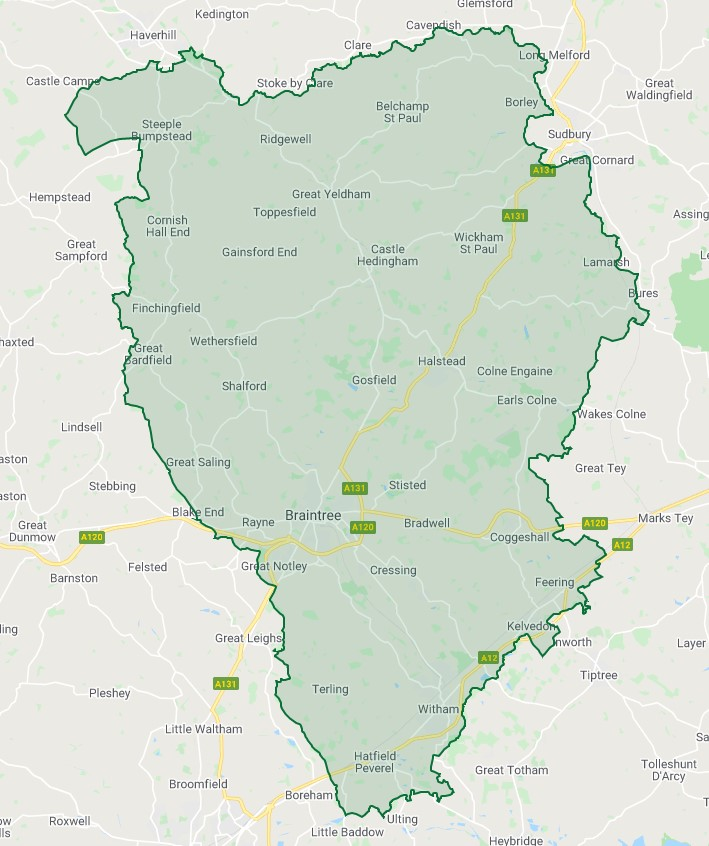 Glemsford
Kedington
Cavendish
Haverhill
Clare
Long Melford
Castle Camps
Stoke by Clare
Great
Waldingfield
Borley
Belchamp
St Paul
Steeple
Bumpstead
Sudbury
Ridgewell
Great Cornard
A131
Hempstead
Great Yeldham
Toppesfield
A131
Assing
Cornish
Hall End
Wickham
St Paul
Great
Sampford
Gainsford End
Castle
Hedingham
Le
Lamarsh
Bures
Finchingfield
haxted
Wethersfield
Great
Bardfield
Halstead
Colne Engaine
Gosfield
Shalford
Earls Colne
Wakes Colne
Lindsell
aston
Great Saling
Great Tey
Stebbing
A131
Stisted
aston
Blake End
Braintree
Marks Tey
Great
Dunmow
Rayne
A120
Bradwell
A120
A120
Coggeshall
A12
Felsted
Great Notley
Cressing
Barnston
Feering
ling
Kelvedon
Great Leighs
Inworth
Layer
A12
Tiptree
A131
Pleshey
Terling
Witham
Little Waltham
Sa
Hatfield
Peverel
Great Totham
Tolleshunt
D'Arcy
Broomfield
Boreham
ow
lls
Roxwell
Ulting
Little Baddow
Heybridge